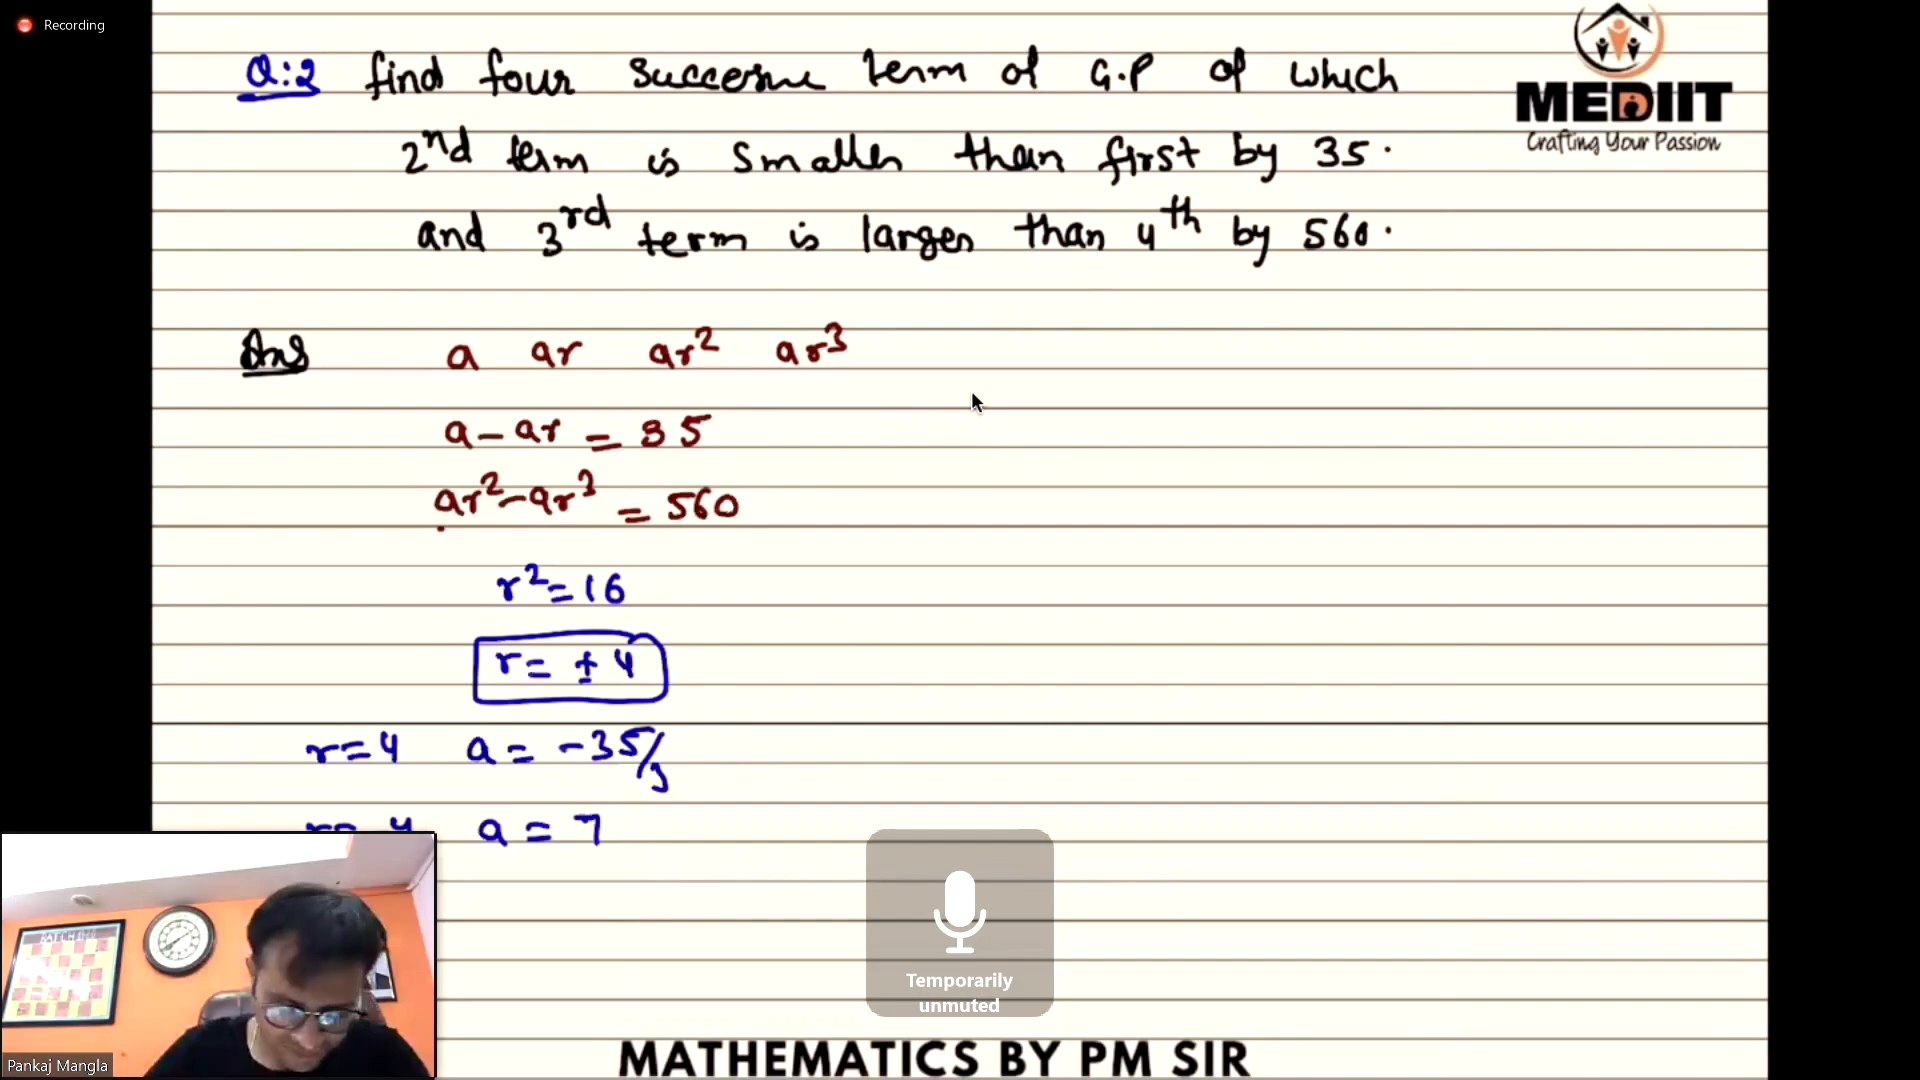 Recording
Q:2 find four successive term of G.P of which
2nd term is smaller than first by 35.
and 3rd term is larger than 4th by 560.
MEDIIT
Crafting Your Passion
Ans a ar ar² ar³
a – ar = 35
ar² – ar³ = 560
r² = 16
r = ± 4
r = 4 a = -35/3
a = 7
Temporarily
unmuted
Pankaj Mangla
MATHEMATICS BY PM SIR